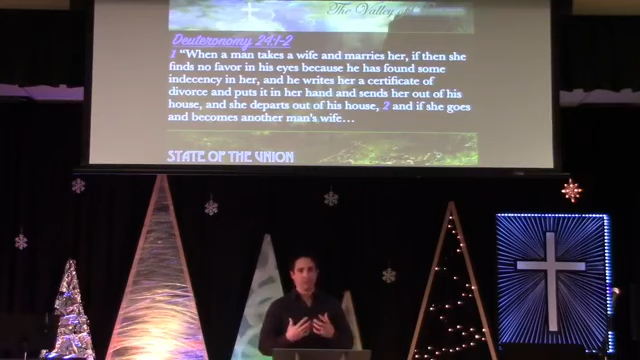 The Valley of
Deuteronomy 24:1-2
1 “When a man takes a wife and marries her, if then she
finds no favor in his eyes because he has found some
indecency in her, and he writes her a certificate of
divorce and puts it in her hand and sends her out of his
house, and she departs out of his house, 2 and if she goes
and becomes another man's wife…
STATE OF THE UNION